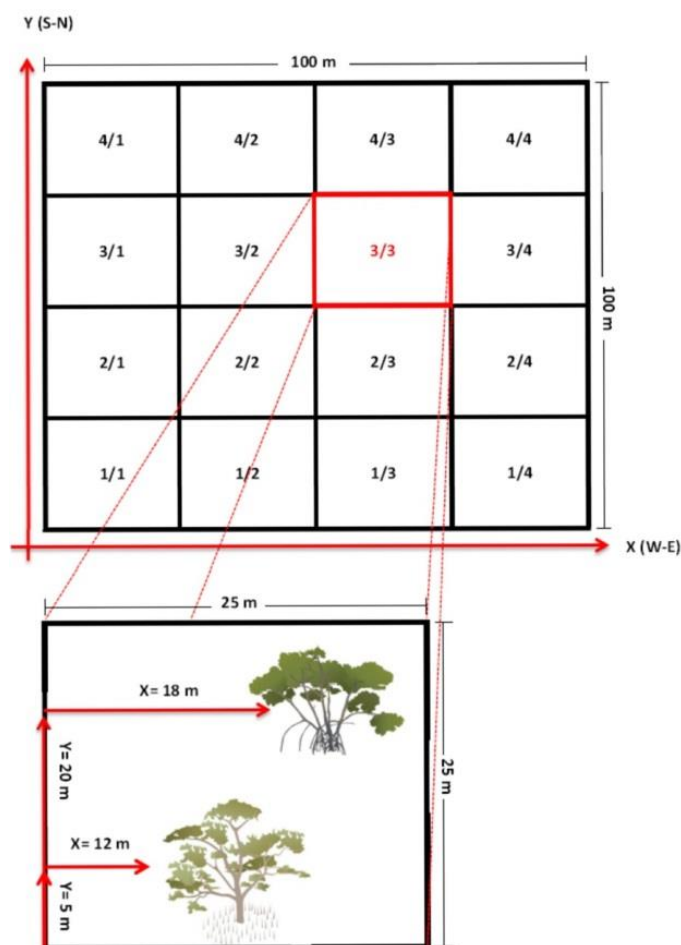 Y (S-N)
100 m
4/1 4/2 4/3 4/4
3/1 3/2 3/3 3/4
100 m
2/1 2/2 2/3 2/4
1/1 1/2 1/3 1/4
X (W-E)
25 m
X= 18 m
Y= 20 m
25 m
X= 12 m
Y= 5 m